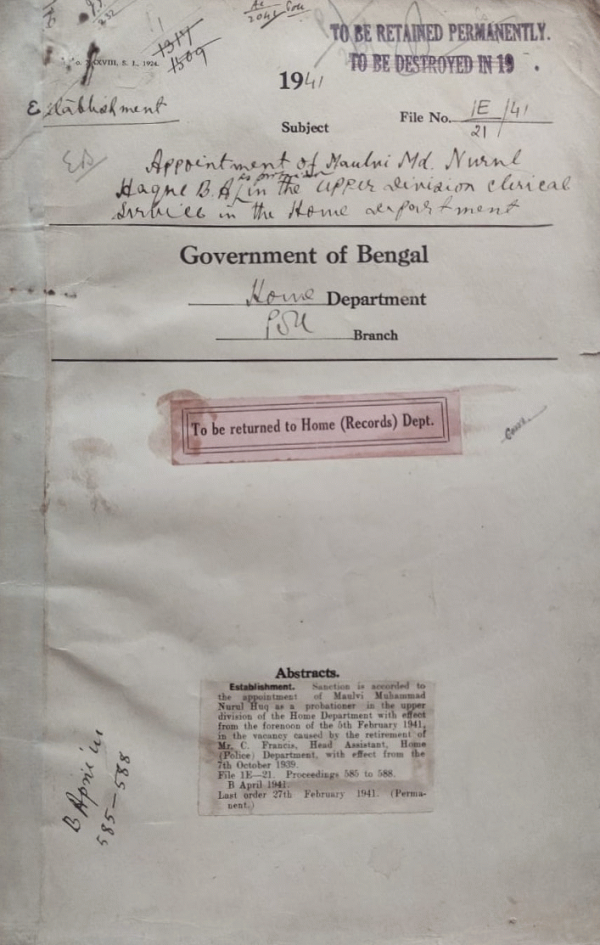 TO BE RETAINED PERMANENTLY.
TO BE DESTROYED IN 19
1317
1509
XVIII, S. I., 1924.
1941
Establishment
Subject
File No. 1E/21 /41
Appointment of Maulvi Md. Nurul
Haque B.A. as probationer in the upper division clerical
service in the Home department
Government of Bengal
Home Department
Branch
To be returned to Home (Records) Dept.
Abstracts.
Establishment. Sanction is accorded to
the appointment of Maulvi Muhammad
Nurul Huq as a probationer in the upper
division of the Home Department with effect
from the forenoon of the 5th February 1941,
in the vacancy caused by the retirement of
Mr. C. Francis, Head Assistant, Home
(Police) Department, with effect from the
7th October 1939.
File 1E—21. Proceedings 585 to 588.
B April 1941.
Last order 27th February 1941. (Perma-
nent.)
B April '41
585—588